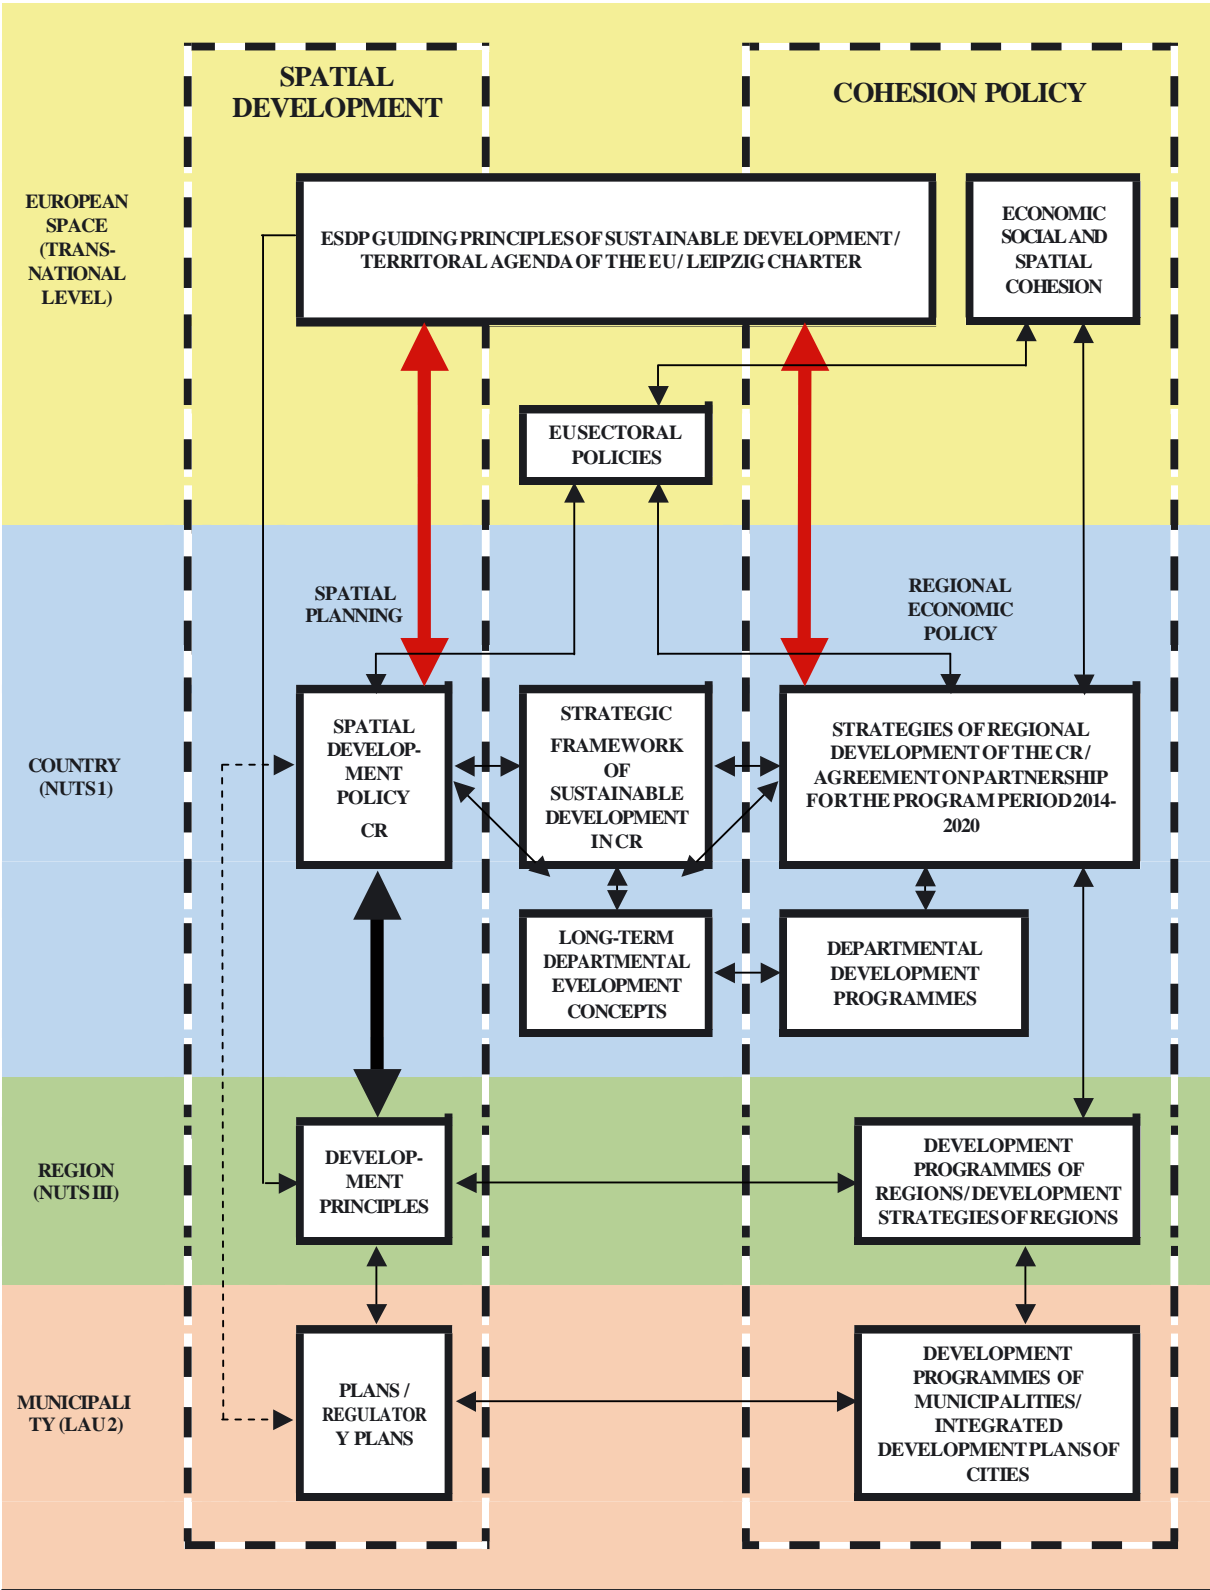 SPATIAL
DEVELOPMENT
COHESION POLICY
EUROPEAN
SPACE
(TRANS-
NATIONAL
LEVEL)
ESDP GUIDING PRINCIPLES OF SUSTAINABLE DEVELOPMENT /
TERRITORAL AGENDA OF THE EU / LEIPZIG CHARTER
ECONOMIC
SOCIAL AND
SPATIAL
COHESION
EU SECTORAL
POLICIES
SPATIAL
PLANNING
REGIONAL
ECONOMIC
POLICY
COUNTRY
(NUTS 1)
SPATIAL
DEVELOP-
MENT
POLICY
CR
STRATEGIC
FRAMEWORK
OF
SUSTAINABLE
DEVELOPMENT
IN CR
STRATEGIES OF REGIONAL
DEVELOPMENT OF THE CR /
AGREEMENT ON PARTNERSHIP
FOR THE PROGRAM PERIOD 2014-
2020
LONG-TERM
DEPARTMENTAL
EVELOPMENT
CONCEPTS
DEPARTMENTAL
DEVELOPMENT
PROGRAMMES
REGION
(NUTS III)
DEVELOP-
MENT
PRINCIPLES
DEVELOPMENT
PROGRAMMES OF
REGIONS/ DEVELOPMENT
STRATEGIES OF REGIONS
MUNICIPALI
TY (LAU 2)
PLANS /
REGULATOR
Y PLANS
DEVELOPMENT
PROGRAMMES OF
MUNICIPALITIES/
INTEGRATED
DEVELOPMENT PLANS OF
CITIES